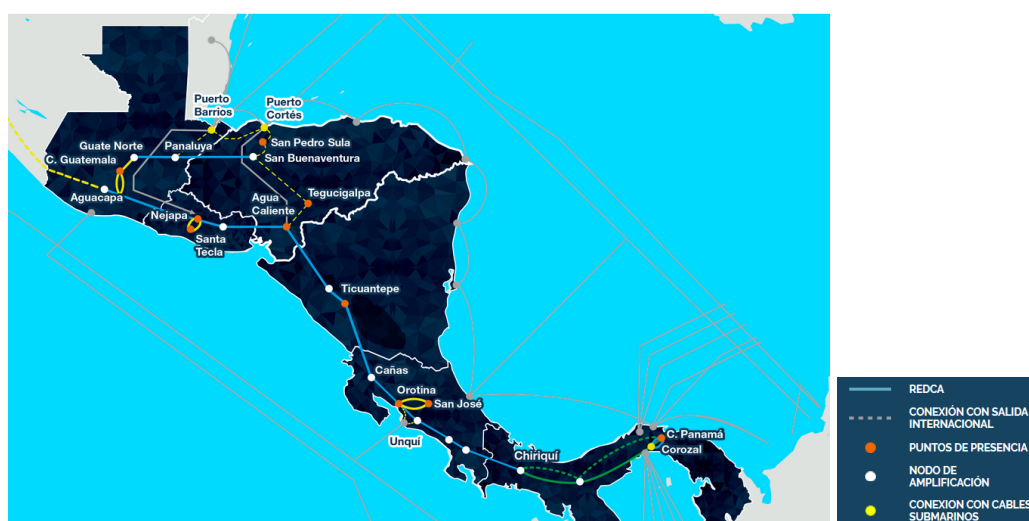 Puerto
Barrios
Puerto
Cortés
Guate Norte
Panaluya
San Pedro Sula
C. Guatemala
San Buenaventura
Aguacapa
Tegucigalpa
Agua
Caliente
Nejapa
Santa
Tecla
Ticuantepe
Cañas
Orotina
San José
Unquí
C. Panamá
Corozal
Chiriquí
REDCA
CONEXIÓN CON SALIDA
INTERNACIONAL
PUNTOS DE PRESENCIA
NODO DE
AMPLIFICACIÓN
CONEXION CON CABLES
SUBMARINOS